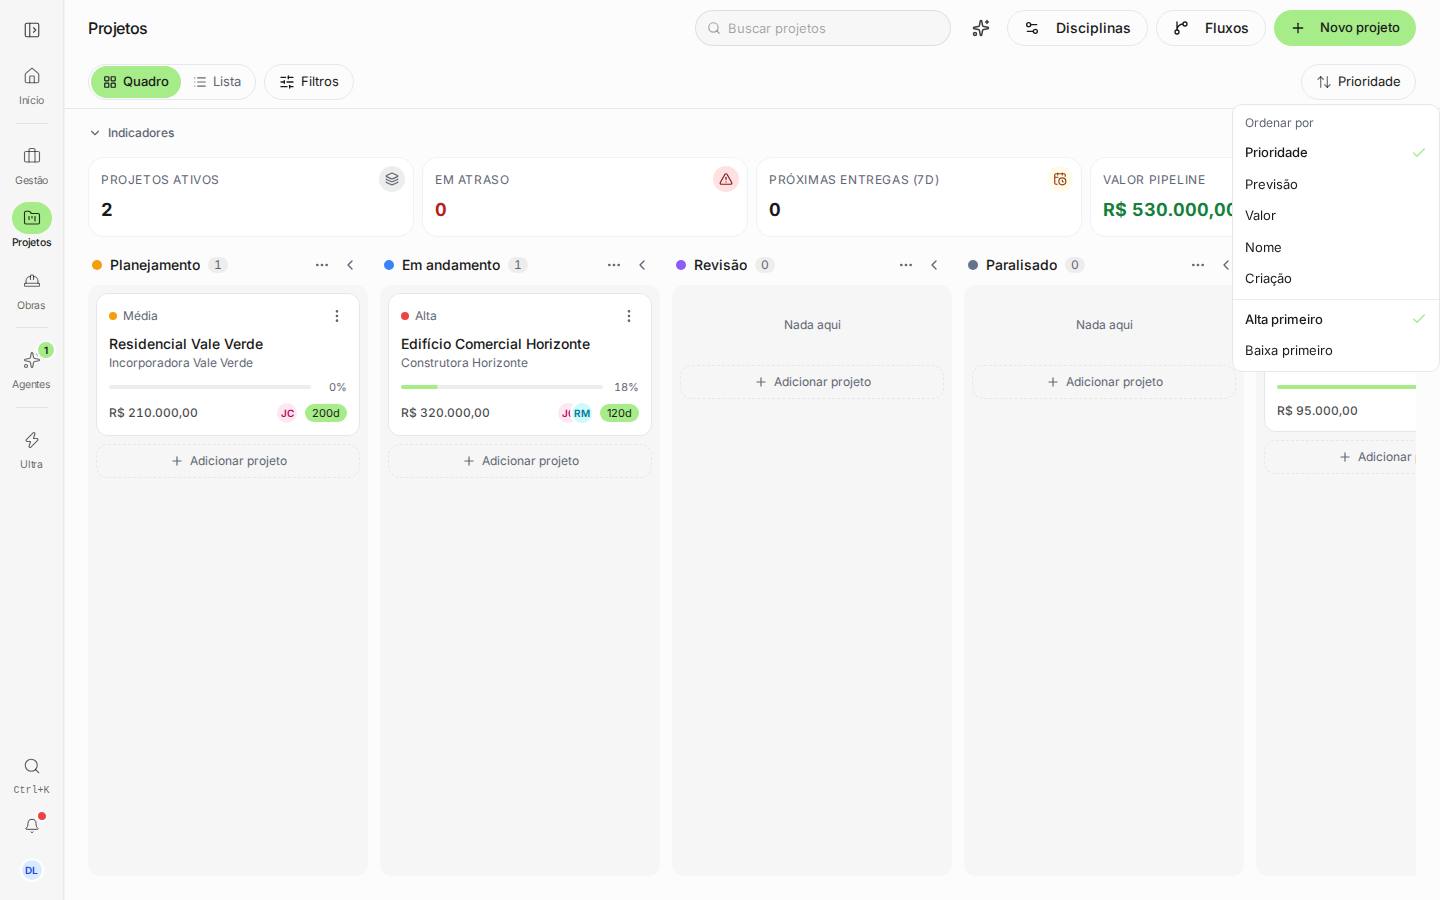 Projetos
Buscar projetos
Disciplinas
Fluxos
Novo projeto
Início
Gestão
Projetos
Obras
1
Agentes
Ultra
Ctrl+K
DL
Quadro
Lista
Filtros
Prioridade
Indicadores
PROJETOS ATIVOS
2
EM ATRASO
0
PRÓXIMAS ENTREGAS (7D)
0
VALOR PIPELINE
R$ 530.000,00
Ordenar por
Prioridade
Previsão
Valor
Nome
Criação
Alta primeiro
Baixa primeiro
Planejamento 1
Média
Residencial Vale Verde
Incorporadora Vale Verde
0%
R$ 210.000,00 JC 200d
Adicionar projeto
Em andamento 1
Alta
Edifício Comercial Horizonte
Construtora Horizonte
18%
R$ 320.000,00 RM 120d
Adicionar projeto
Revisão 0
Nada aqui
Adicionar projeto
Paralisado 0
Nada aqui
Adicionar projeto
R$ 95.000,00
Adicionar